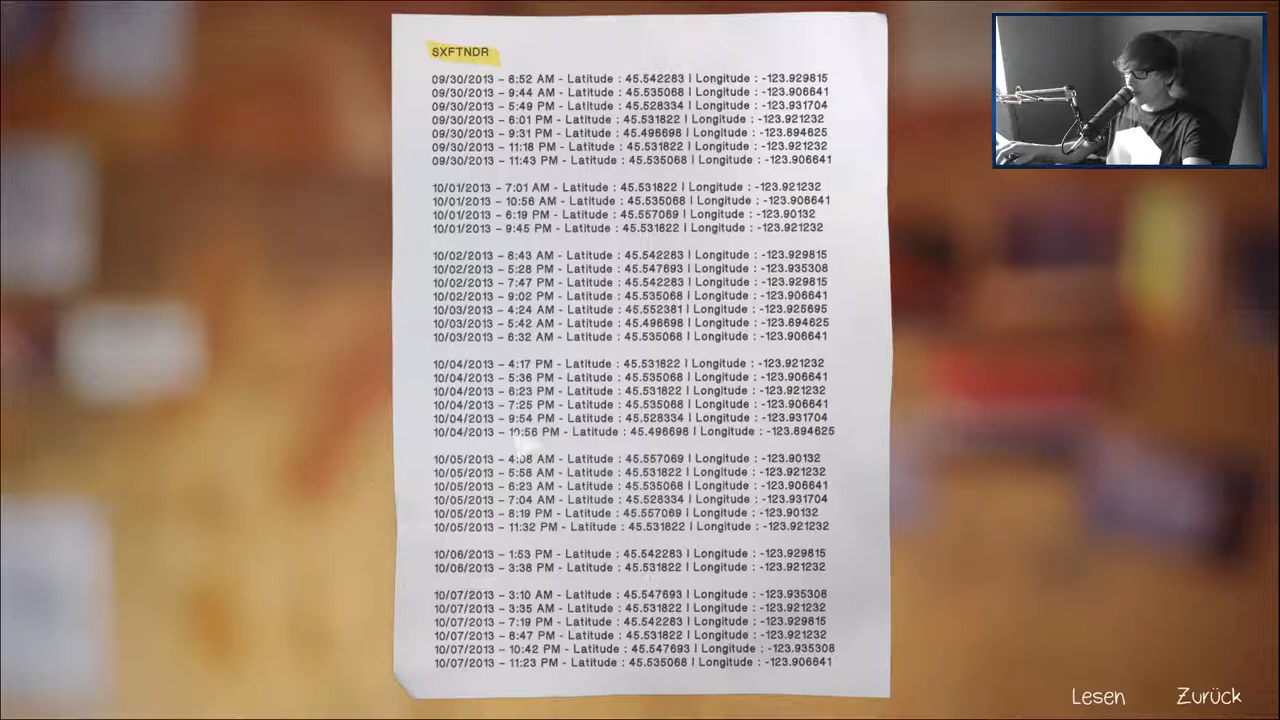 SXFTNDR
09/30/2013 – 8:52 AM - Latitude : 45.542283 | Longitude : -123.929815
09/30/2013 – 9:44 AM - Latitude : 45.535068 | Longitude : -123.906641
09/30/2013 – 5:49 PM - Latitude : 45.528334 | Longitude : -123.931704
09/30/2013 – 6:01 PM - Latitude : 45.531822 | Longitude : -123.921232
09/30/2013 – 9:31 PM - Latitude : 45.496698 | Longitude : -123.894625
09/30/2013 – 11:18 PM - Latitude : 45.531822 | Longitude : -123.921232
09/30/2013 – 11:43 PM - Latitude : 45.535068 | Longitude : -123.906641
10/01/2013 – 7:01 AM - Latitude : 45.531822 | Longitude : -123.921232
10/01/2013 – 10:56 AM - Latitude : 45.535068 | Longitude : -123.906641
10/01/2013 – 6:19 PM - Latitude : 45.557069 | Longitude : -123.90132
10/01/2013 – 9:45 PM - Latitude : 45.531822 | Longitude : -123.921232
10/02/2013 – 8:43 AM - Latitude : 45.542283 | Longitude : -123.929815
10/02/2013 – 5:28 PM - Latitude : 45.547693 | Longitude : -123.935308
10/02/2013 – 7:47 PM - Latitude : 45.542283 | Longitude : -123.929815
10/02/2013 – 9:02 PM - Latitude : 45.535068 | Longitude : -123.906641
10/03/2013 – 4:24 AM - Latitude : 45.552381 | Longitude : -123.925695
10/03/2013 – 5:42 AM - Latitude : 45.496698 | Longitude : -123.894625
10/03/2013 – 6:32 AM - Latitude : 45.535068 | Longitude : -123.906641
10/04/2013 – 4:17 PM - Latitude : 45.531822 | Longitude : -123.921232
10/04/2013 – 5:36 PM - Latitude : 45.535068 | Longitude : -123.906641
10/04/2013 – 6:23 PM - Latitude : 45.531822 | Longitude : -123.921232
10/04/2013 – 7:25 PM - Latitude : 45.535068 | Longitude : -123.906641
10/04/2013 – 9:54 PM - Latitude : 45.528334 | Longitude : -123.931704
10/04/2013 – 10:58 PM - Latitude : 45.496698 | Longitude : -123.894625
10/05/2013 – 4:08 AM - Latitude : 45.557069 | Longitude : -123.90132
10/05/2013 – 5:58 AM - Latitude : 45.531822 | Longitude : -123.921232
10/05/2013 – 6:23 AM - Latitude : 45.535068 | Longitude : -123.906641
10/05/2013 – 7:04 AM - Latitude : 45.528334 | Longitude : -123.931704
10/05/2013 – 8:19 PM - Latitude : 45.557069 | Longitude : -123.90132
10/05/2013 – 11:32 PM - Latitude : 45.531822 | Longitude : -123.921232
10/06/2013 – 1:53 PM - Latitude : 45.542283 | Longitude : -123.929815
10/06/2013 – 3:38 PM - Latitude : 45.531822 | Longitude : -123.921232
10/07/2013 – 3:10 AM - Latitude : 45.547693 | Longitude : -123.935308
10/07/2013 – 3:35 AM - Latitude : 45.531822 | Longitude : -123.921232
10/07/2013 – 7:19 PM - Latitude : 45.542283 | Longitude : -123.929815
10/07/2013 – 8:47 PM - Latitude : 45.531822 | Longitude : -123.921232
10/07/2013 – 10:42 PM - Latitude : 45.547693 | Longitude : -123.935308
10/07/2013 – 11:23 PM - Latitude : 45.535068 | Longitude : -123.906641
Lesen Zurück